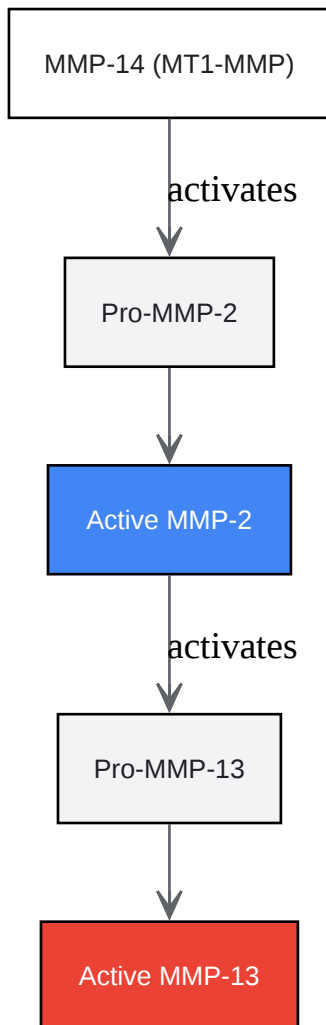 MMP-14 (MT1-MMP)
activates
Pro-MMP-2
Active MMP-2
activates
Pro-MMP-13
Active MMP-13